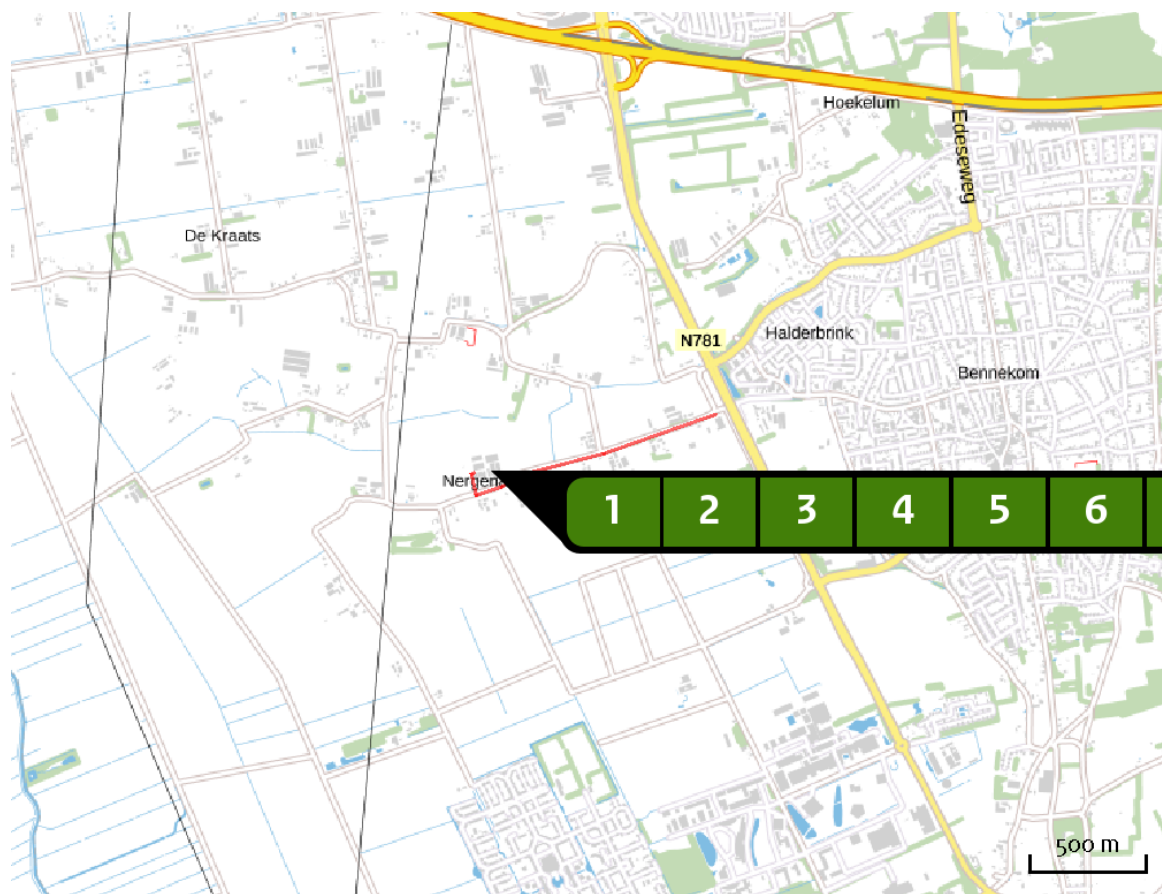 Hoekelum
Edeseweg
De Kraats
N781
Halderbrink
Bennekom
1 2 3 4 5 6
500 m